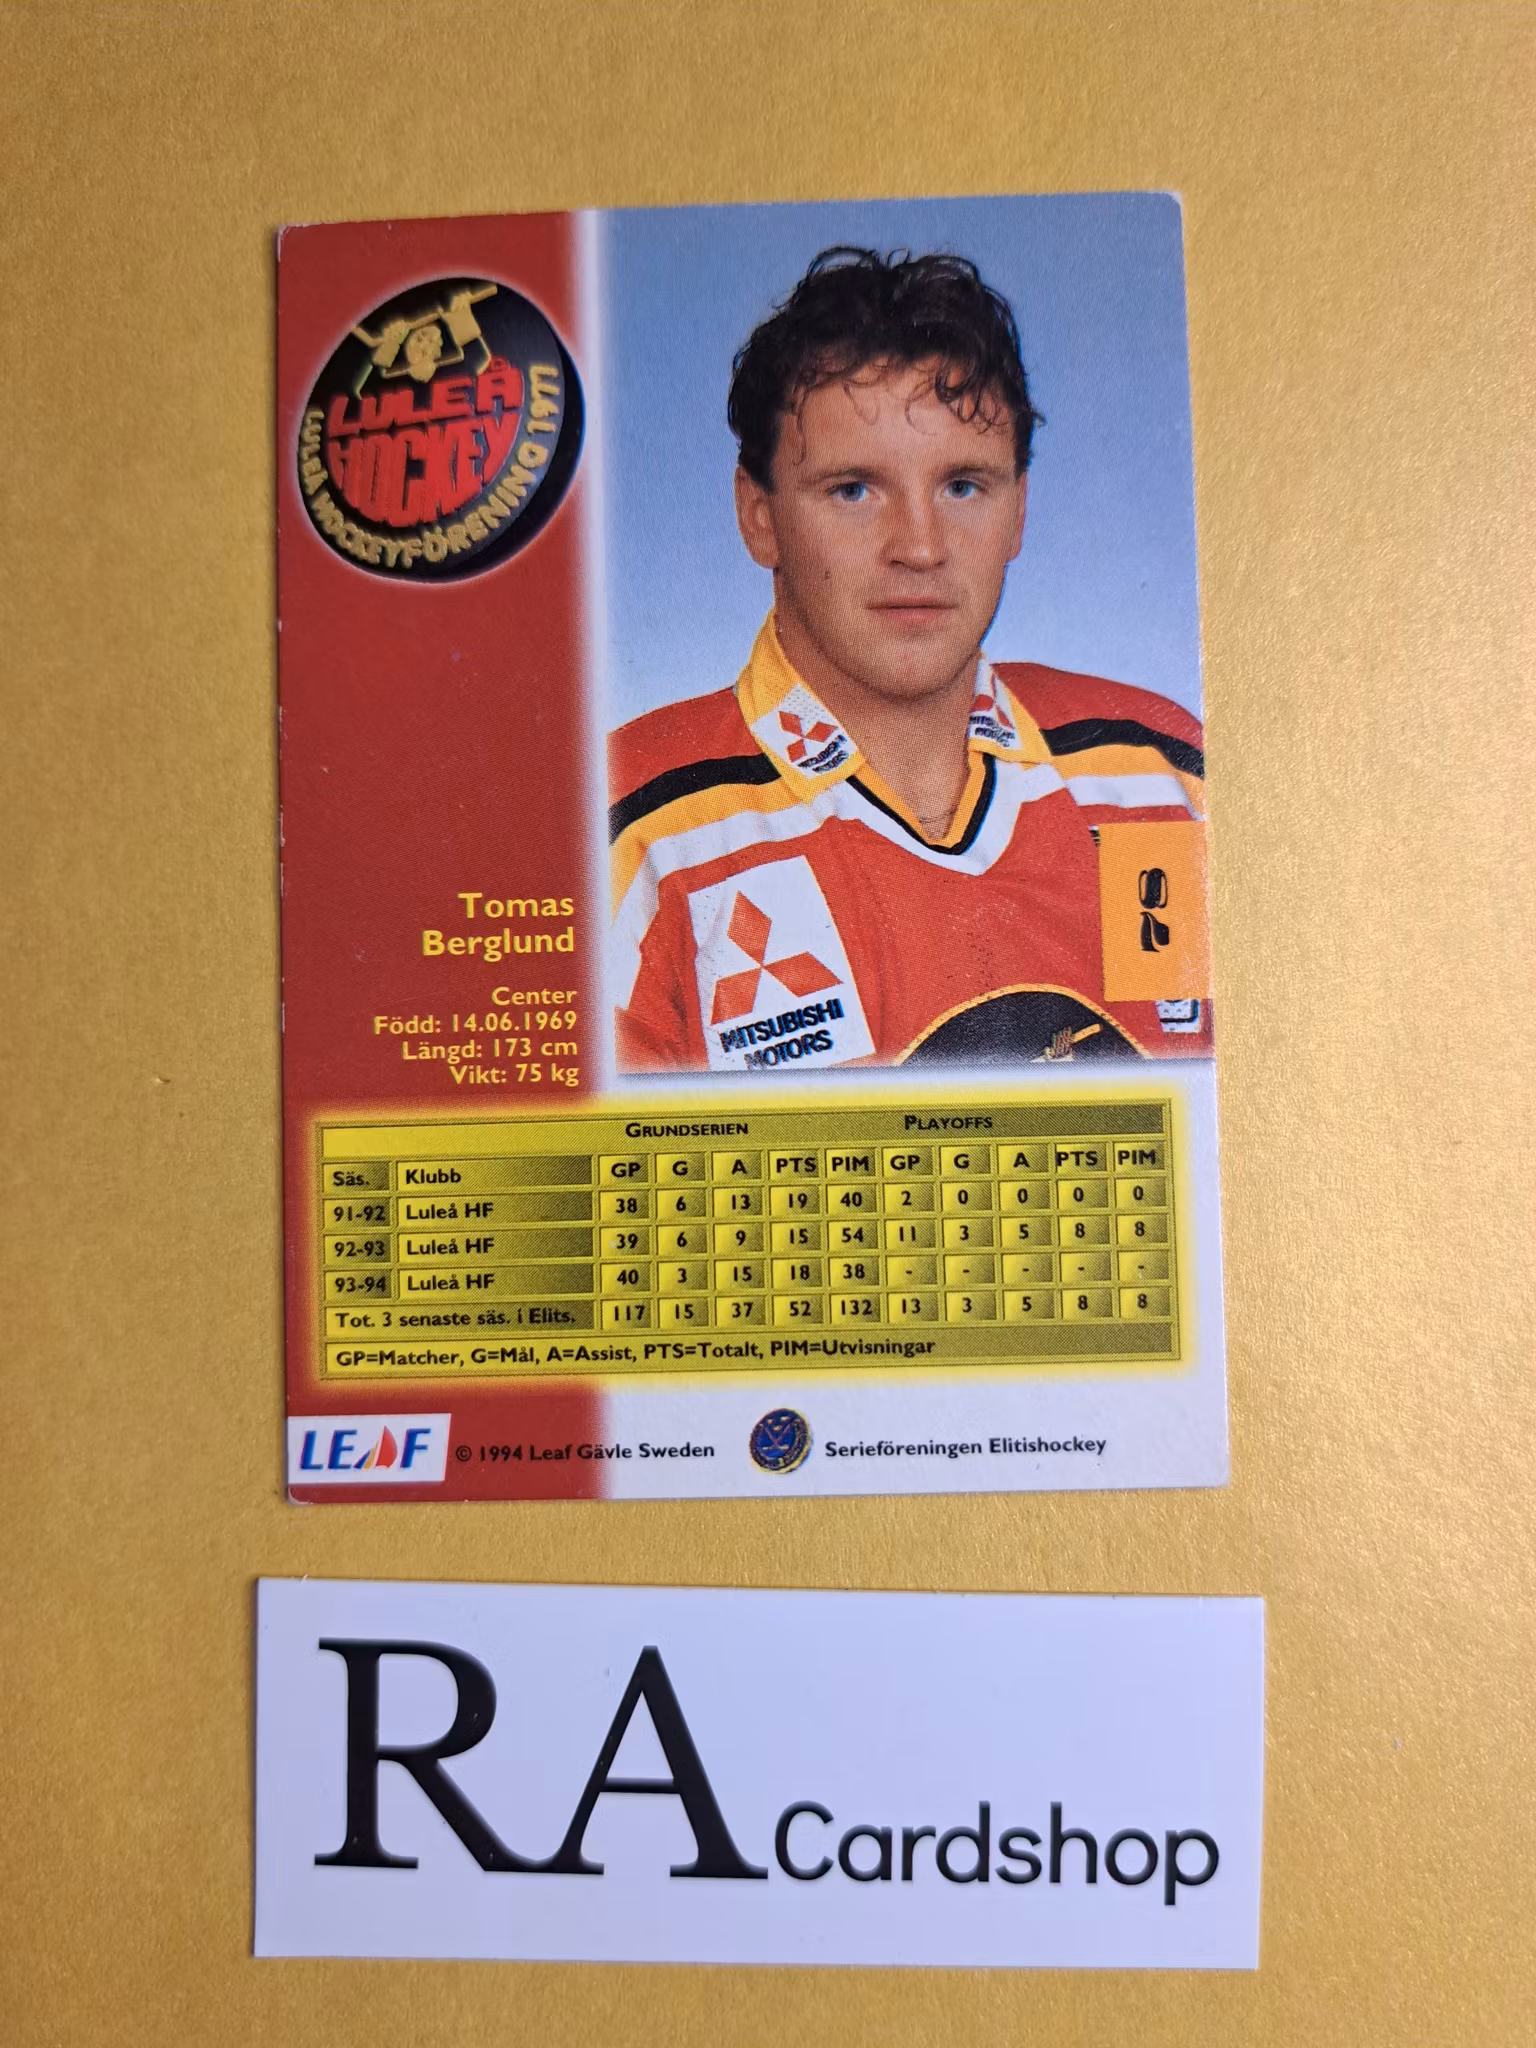 LULEÅ
HOCKEY
LULEÅ HOCKEYFÖRENING 1977
MITSUBISHI
MOTORS
MITSUBISHI
MOTORS
78
Tomas
Berglund
Center
Född: 14.06.1969
Längd: 173 cm
Vikt: 75 kg
MITSUBISHI
MOTORS
GRUNDSERIEN PLAYOFFS
Säs. Klubb GP G A PTS PIM GP G A PTS PIM
91-92 Luleå HF 38 6 13 19 40 2 0 0 0 0
92-93 Luleå HF 39 6 9 15 54 11 3 5 8 8
93-94 Luleå HF 40 3 15 18 38 - - - - -
Tot. 3 senaste säs. i Elits. 117 15 37 52 132 13 3 5 8 8
GP=Matcher, G=Mål, A=Assist, PTS=Totalt, PIM=Utvisningar
LEAF © 1994 Leaf Gävle Sweden Serieföreningen Elitishockey
RA Cardshop